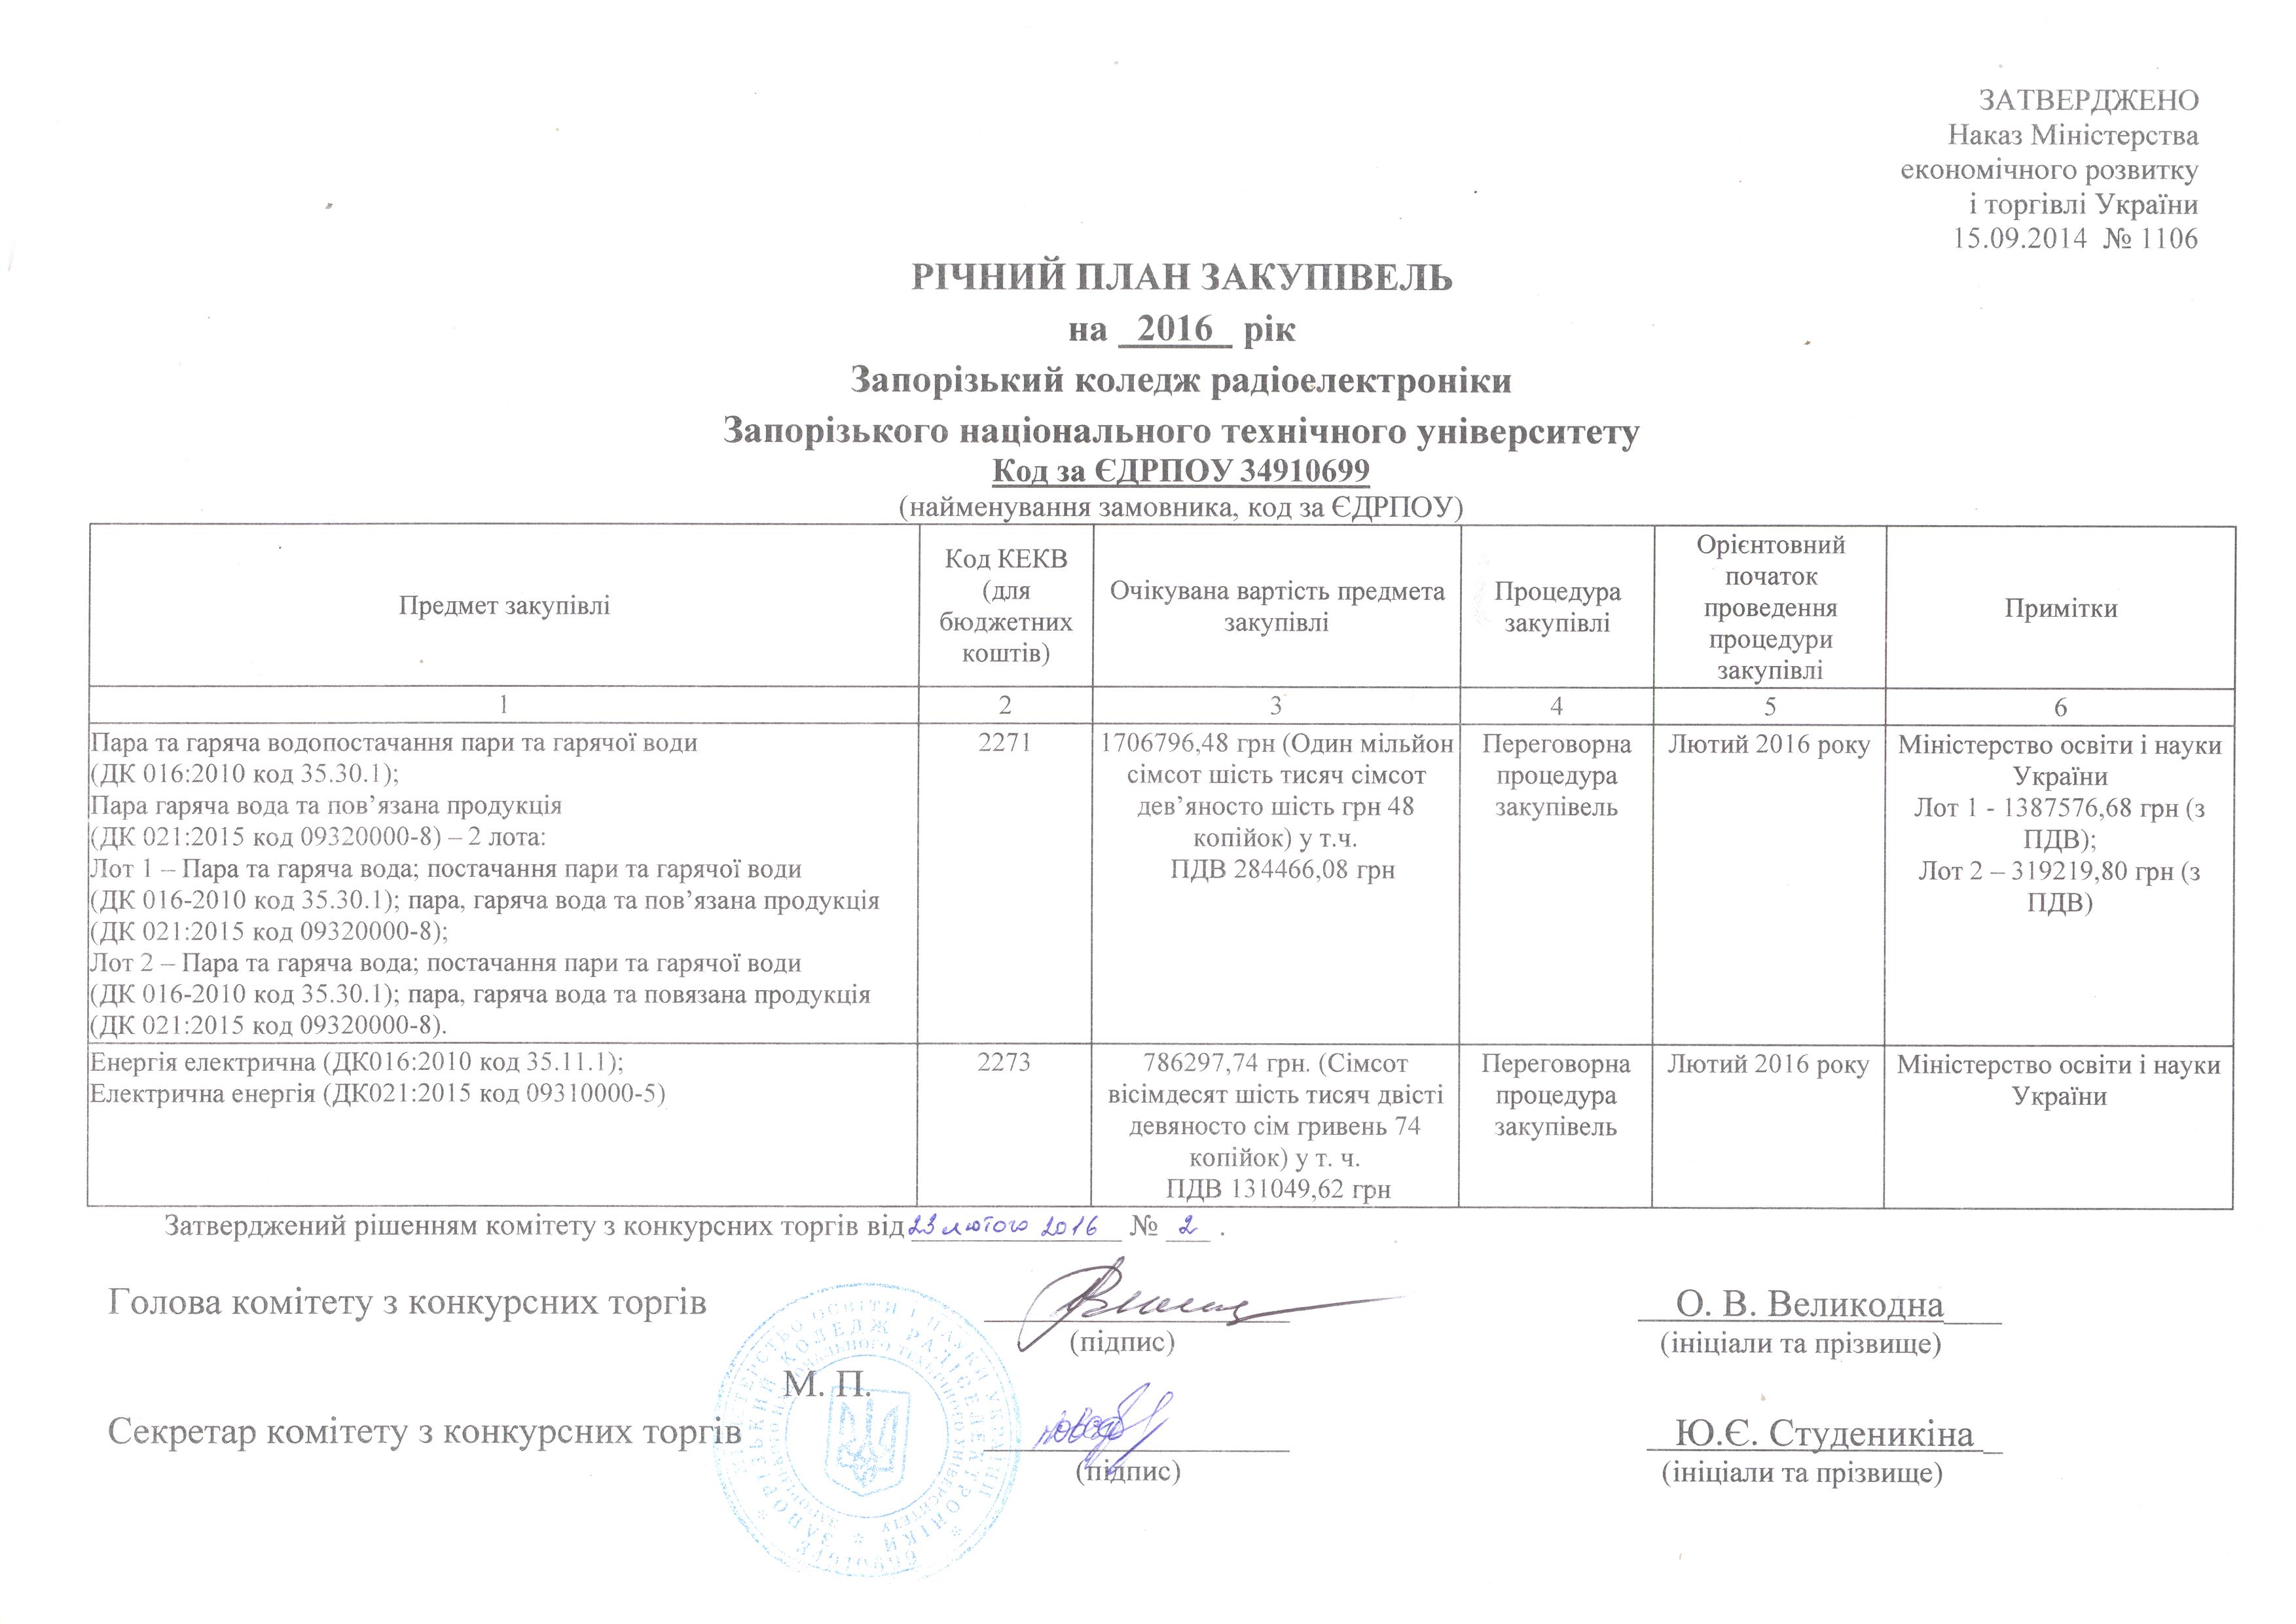 ЗАТВЕРДЖЕНО
Наказ Міністерства
економічного розвитку
і торгівлі України
15.09.2014 № 1106
РІЧНИЙ ПЛАН ЗАКУПІВЕЛЬ
на 2016 рік
Запорізький коледж радіоелектроніки
Запорізького національного технічного університету
Код за ЄДРПОУ 34910699
(найменування замовника, код за ЄДРПОУ)
Предмет закупівлі
Код КЕКВ
(для
бюджетних
коштів)
Очікувана вартість предмета
закупівлі
Процедура
закупівлі
Орієнтовний
початок
проведення
процедури
закупівлі
Примітки
1
2
3
4
5
6
Пара та гаряча водопостачання пари та гарячої води
(ДК 016:2010 код 35.30.1);
Пара гаряча вода та пов’язана продукція
(ДК 021:2015 код 09320000-8) – 2 лота:
Лот 1 – Пара та гаряча вода; постачання пари та гарячої води
(ДК 016-2010 код 35.30.1); пара, гаряча вода та пов’язана продукція
(ДК 021:2015 код 09320000-8);
Лот 2 – Пара та гаряча вода; постачання пари та гарячої води
(ДК 016-2010 код 35.30.1); пара, гаряча вода та повязана продукція
(ДК 021:2015 код 09320000-8).
2271
1706796,48 грн (Один мільйон
сімсот шість тисяч сімсот
дев’яносто шість грн 48
копійок) у т.ч.
ПДВ 284466,08 грн
Переговорна
процедура
закупівель
Лютий 2016 року
Міністерство освіти і науки
України
Лот 1 - 1387576,68 грн (з
ПДВ);
Лот 2 – 319219,80 грн (з
ПДВ)
Енергія електрична (ДК016:2010 код 35.11.1);
Електрична енергія (ДК021:2015 код 09310000-5)
2273
786297,74 грн. (Сімсот
вісімдесят шість тисяч двісті
девяносто сім гривень 74
копійок) у т. ч.
ПДВ 131049,62 грн
Переговорна
процедура
закупівель
Лютий 2016 року
Міністерство освіти і науки
України
Затверджений рішенням комітету з конкурсних торгів від 23 лютого 2016 № 2 .
Голова комітету з конкурсних торгів
О. В. Великодна
(підпис)
(ініціали та прізвище)
М. П.
Секретар комітету з конкурсних торгів
Ю.Є. Студеникіна
(підпис)
(ініціали та прізвище)
МІНІСТЕРСТВО ОСВІТИ І НАУКИ УКРАЇНИ
ЗАПОРІЗЬКИЙ КОЛЕДЖ РАДІОЕЛЕКТРОНІКИ
ЗАПОРІЗЬКОГО НАЦІОНАЛЬНОГО ТЕХНІЧНОГО УНІВЕРСИТЕТУ